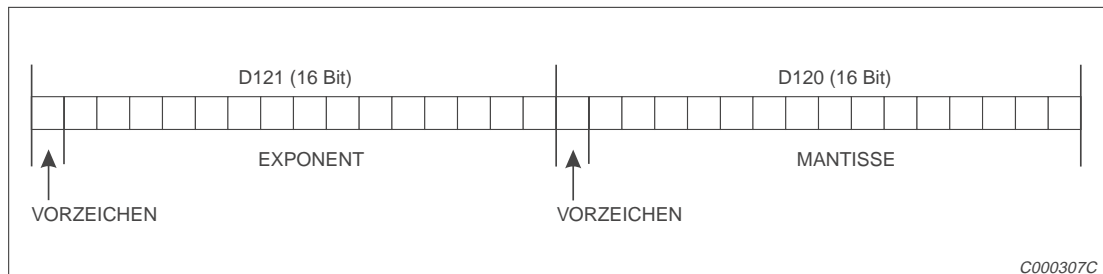 D121 (16 Bit) D120 (16 Bit)
EXPONENT MANTISSE
VORZEICHEN VORZEICHEN
C000307C